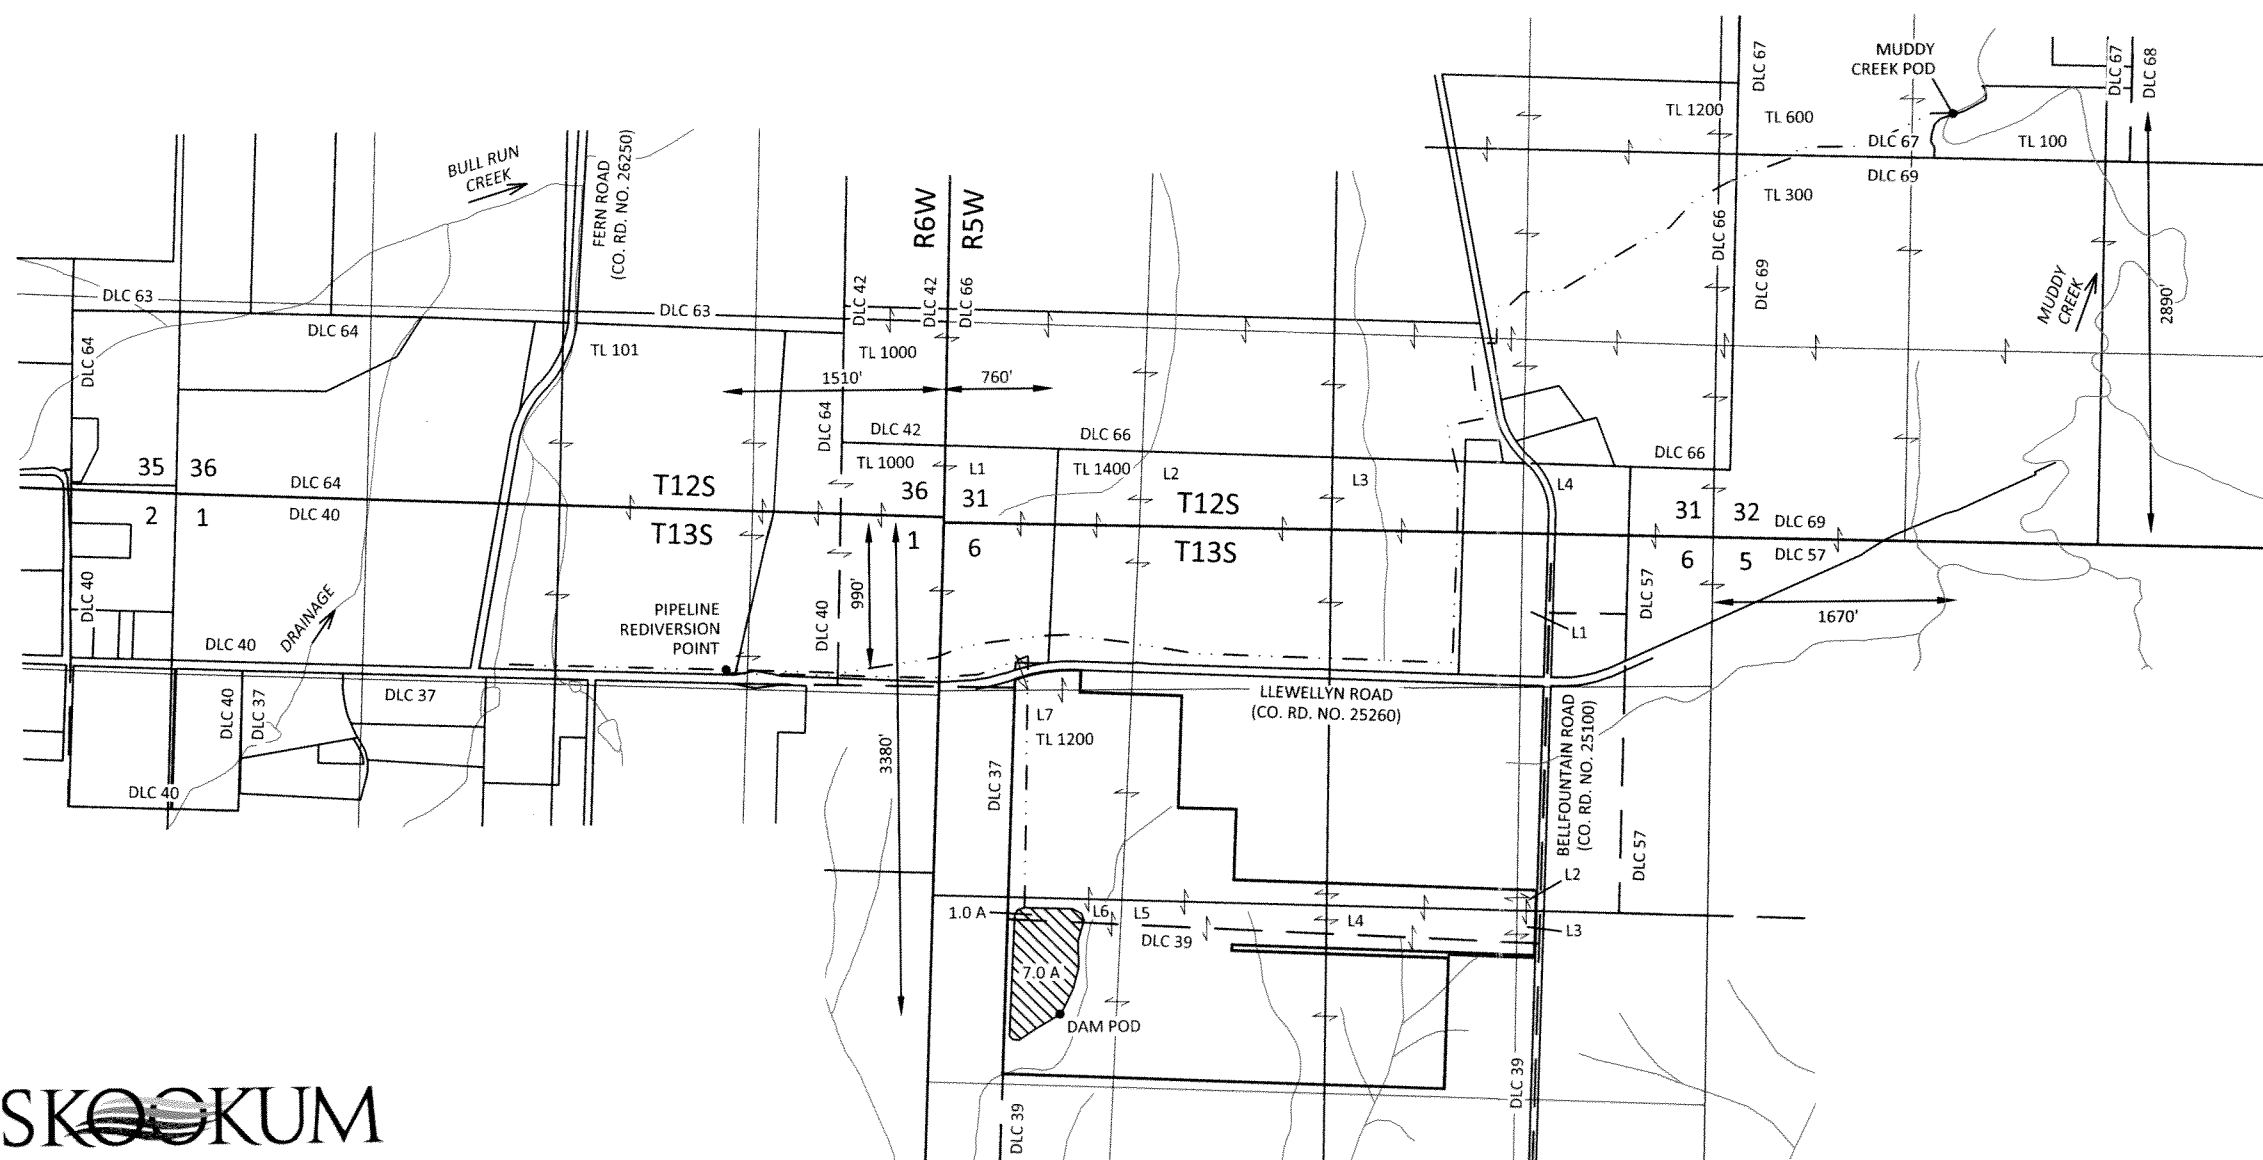 MUDDY
CREEK POD
DLC 67
DLC 67
DLC 68
TL 1200
TL 600
DLC 67
TL 100
DLC 69
TL 300
BULL RUN
CREEK
FERN ROAD
(CO. RD. NO. 26250)
R6W
R5W
DLC 66
DLC 69
MUDDY
CREEK
2890'
DLC 63
DLC 64
DLC 64
DLC 63
DLC 42
DLC 42
DLC 66
TL 101
TL 1000
1510'
760'
DLC 64
DLC 42
DLC 66
DLC 66
35
36
DLC 64
T12S
TL 1000
36
L1
31
TL 1400
L2
T12S
L3
L4
31
32
DLC 69
2
1
DLC 40
T13S
1
6
T13S
6
5
DLC 57
DLC 40
DRAINAGE
DLC 40
PIPELINE
REDIVERSION
POINT
DLC 40
990'
DLC 57
L1
1670'
DLC 40
DLC 37
DLC 37
LLEWELLYN ROAD
(CO. RD. NO. 25260)
L7
TL 1200
3380'
DLC 37
BELLFOUNTAIN ROAD
(CO. RD. NO. 25100)
DLC 40
DLC 57
L2
1.0 A
L6
L5
L4
L3
DLC 39
7.0 A
DAM POD
DLC 39
DLC 39
SKOOKUM